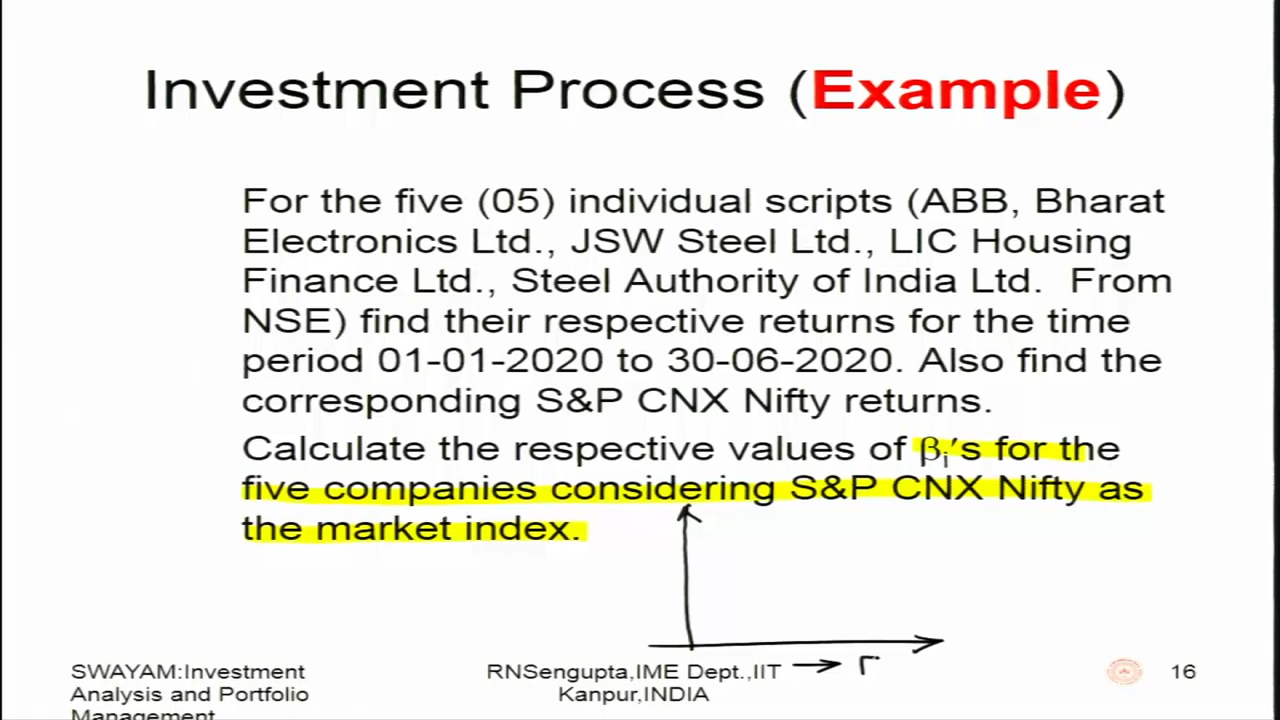 Investment Process (Example)
For the five (05) individual scripts (ABB, Bharat
Electronics Ltd., JSW Steel Ltd., LIC Housing
Finance Ltd., Steel Authority of India Ltd. From
NSE) find their respective returns for the time
period 01-01-2020 to 30-06-2020. Also find the
corresponding S&P CNX Nifty returns.
Calculate the respective values of βi's for the
five companies considering S&P CNX Nifty as
the market index.
r
SWAYAM:Investment
Analysis and Portfolio
Management
RNSengupta,IME Dept.,IIT
Kanpur,INDIA
16